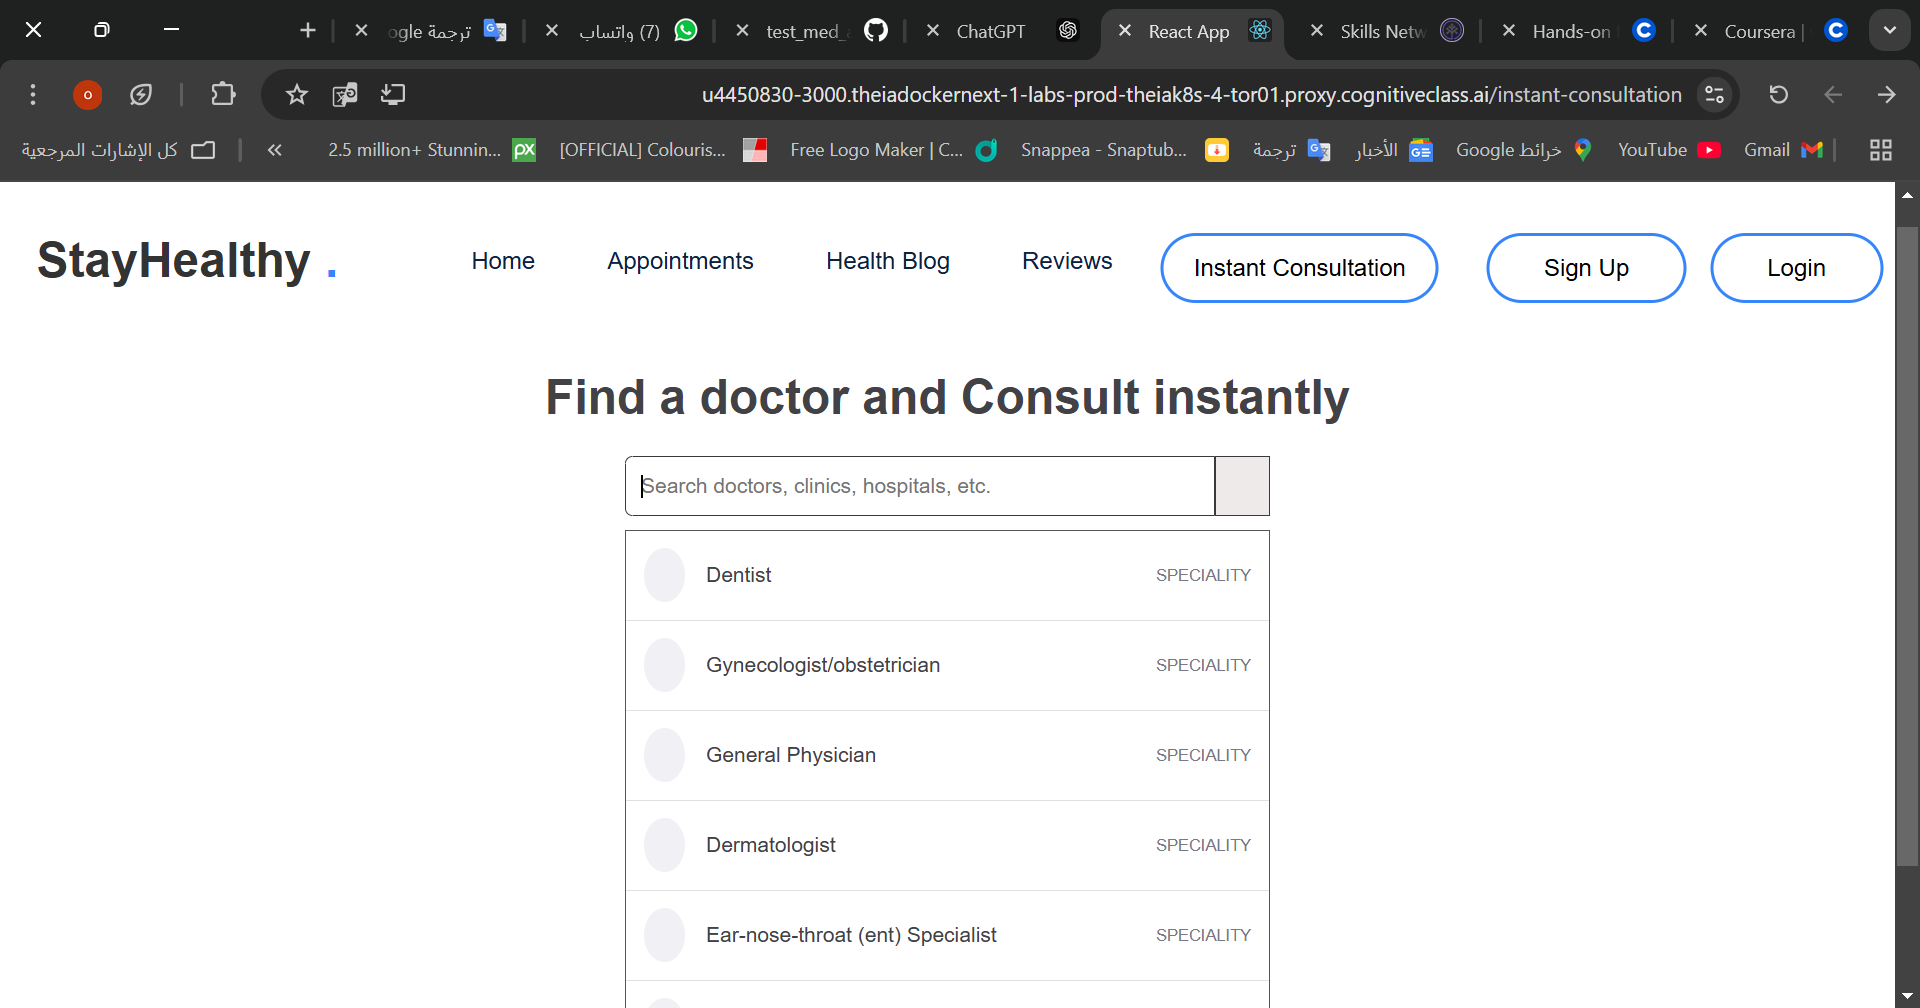 ترجمة ogle
واتساب (7)
test_med_
ChatGPT
React App
Skills Netw
Hands-on
Coursera |
o
u4450830-3000.theiadockernext-1-labs-prod-theiak8s-4-tor01.proxy.cognitiveclass.ai/instant-consultation
كل الإشارات المرجعية
2.5 million+ Stunnin...
[OFFICIAL] Colouris...
Free Logo Maker | C...
Snappea - Snaptub...
ترجمة
الأخبار
خرائط Google
YouTube
Gmail
StayHealthy .
Home
Appointments
Health Blog
Reviews
Instant Consultation
Sign Up
Login
Find a doctor and Consult instantly
Search doctors, clinics, hospitals, etc.
Dentist SPECIALITY
Gynecologist/obstetrician SPECIALITY
General Physician SPECIALITY
Dermatologist SPECIALITY
Ear-nose-throat (ent) Specialist SPECIALITY